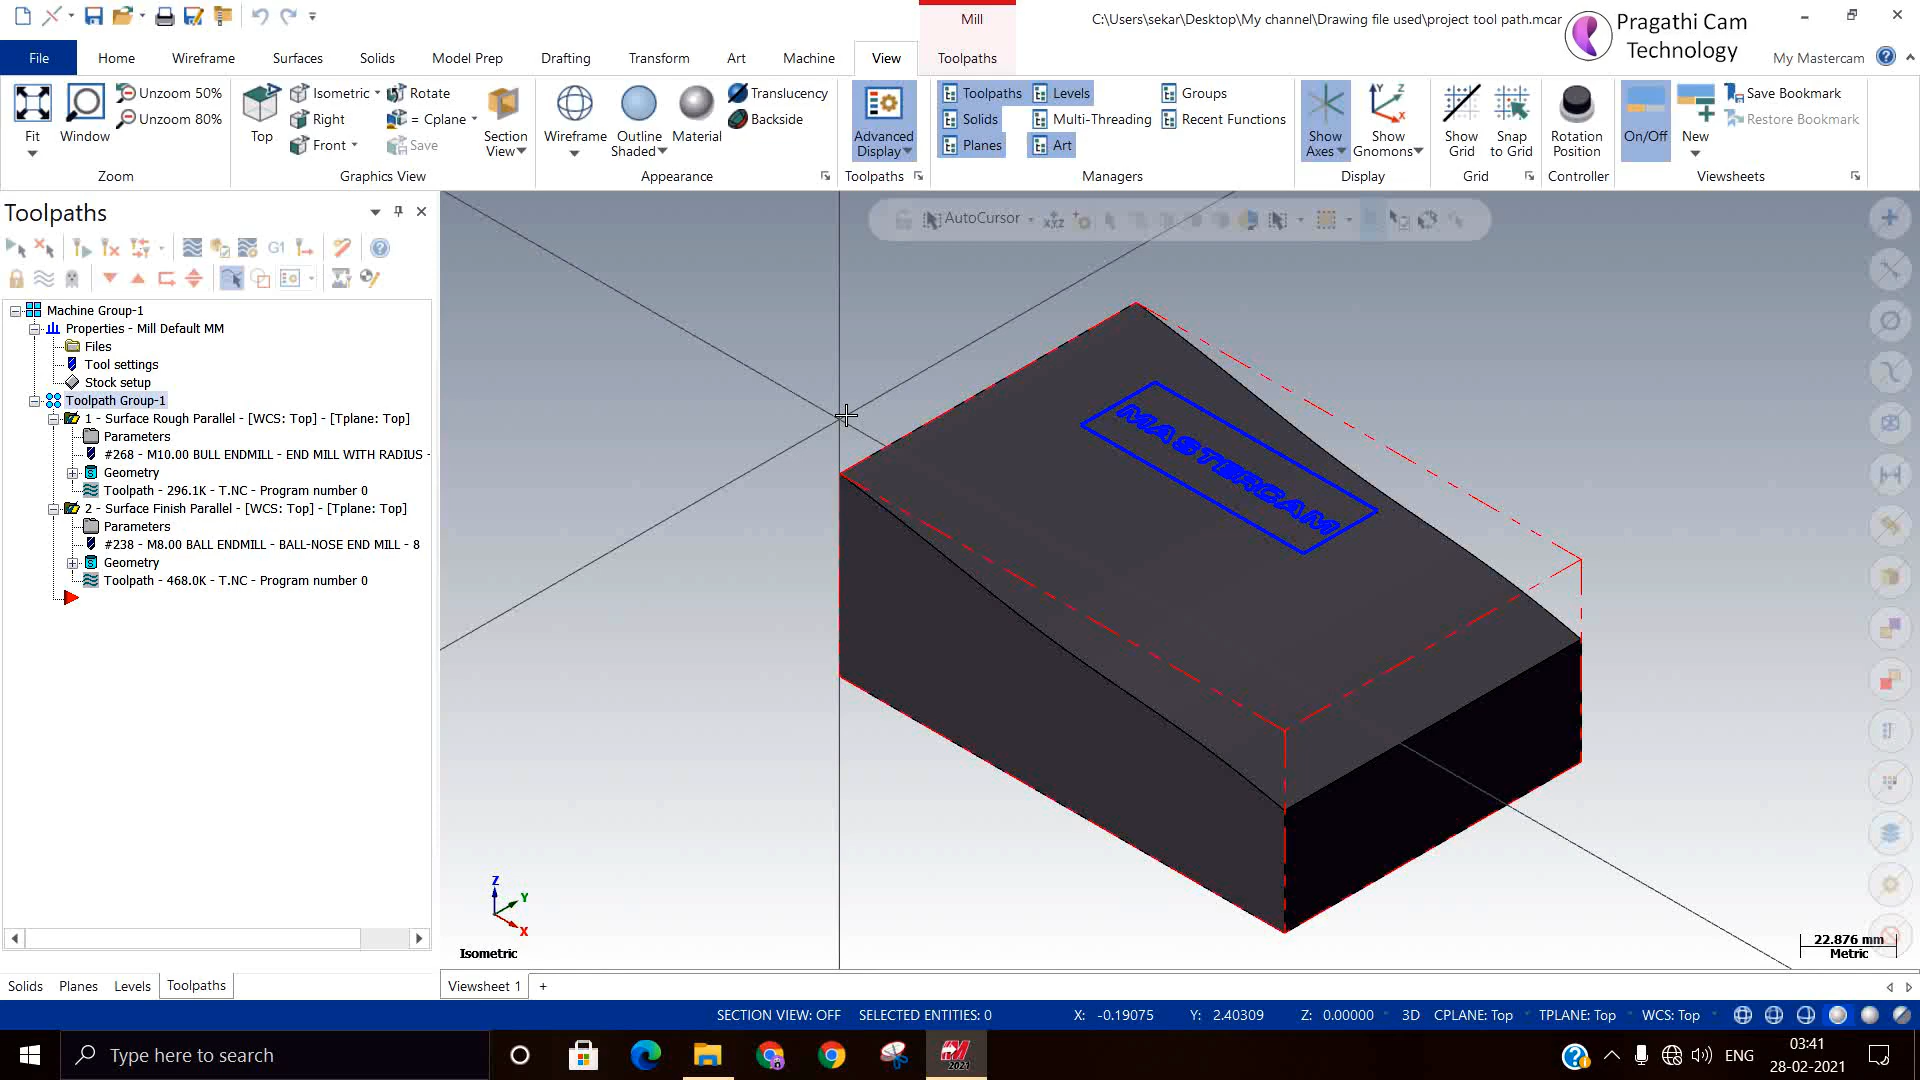 Mill
C:\Users\sekar\Desktop\My channel\Drawing file used\project tool path.mcar
Pragathi Cam
Technology
File
Home
Wireframe
Surfaces
Solids
Model Prep
Drafting
Transform
Art
Machine
View
Toolpaths
My Mastercam
Fit
Window
Unzoom 50%
Unzoom 80%
Zoom
Top
Isometric
Right
Front
Rotate
= Cplane
Save
Section
View
Graphics View
Wireframe
Outline
Shaded
Material
Translucency
Backside
Appearance
Advanced
Display
Toolpaths
Toolpaths
Solids
Planes
Levels
Multi-Threading
Art
Groups
Recent Functions
Managers
Show
Axes
Show
Gnomons
Display
Show
Grid
Snap
to Grid
Grid
Rotation
Position
Controller
On/Off
New
Save Bookmark
Restore Bookmark
Viewsheets
Toolpaths
G1
AutoCursor
XYZ
Machine Group-1
Properties - Mill Default MM
Files
Tool settings
Stock setup
Toolpath Group-1
1 - Surface Rough Parallel - [WCS: Top] - [Tplane: Top]
Parameters
#268 - M10.00 BULL ENDMILL - END MILL WITH RADIUS -
Geometry
Toolpath - 296.1K - T.NC - Program number 0
2 - Surface Finish Parallel - [WCS: Top] - [Tplane: Top]
Parameters
#238 - M8.00 BALL ENDMILL - BALL-NOSE END MILL - 8
Geometry
Toolpath - 468.0K - T.NC - Program number 0
MASTERCAM
Z
Y
X
Isometric
22.876 mm
Metric
Solids
Planes
Levels
Toolpaths
Viewsheet 1
+
SECTION VIEW: OFF
SELECTED ENTITIES: 0
X: -0.19075
Y: 2.40309
Z: 0.00000
3D
CPLANE: Top
TPLANE: Top
WCS: Top
Type here to search
2021
ENG
03:41
28-02-2021